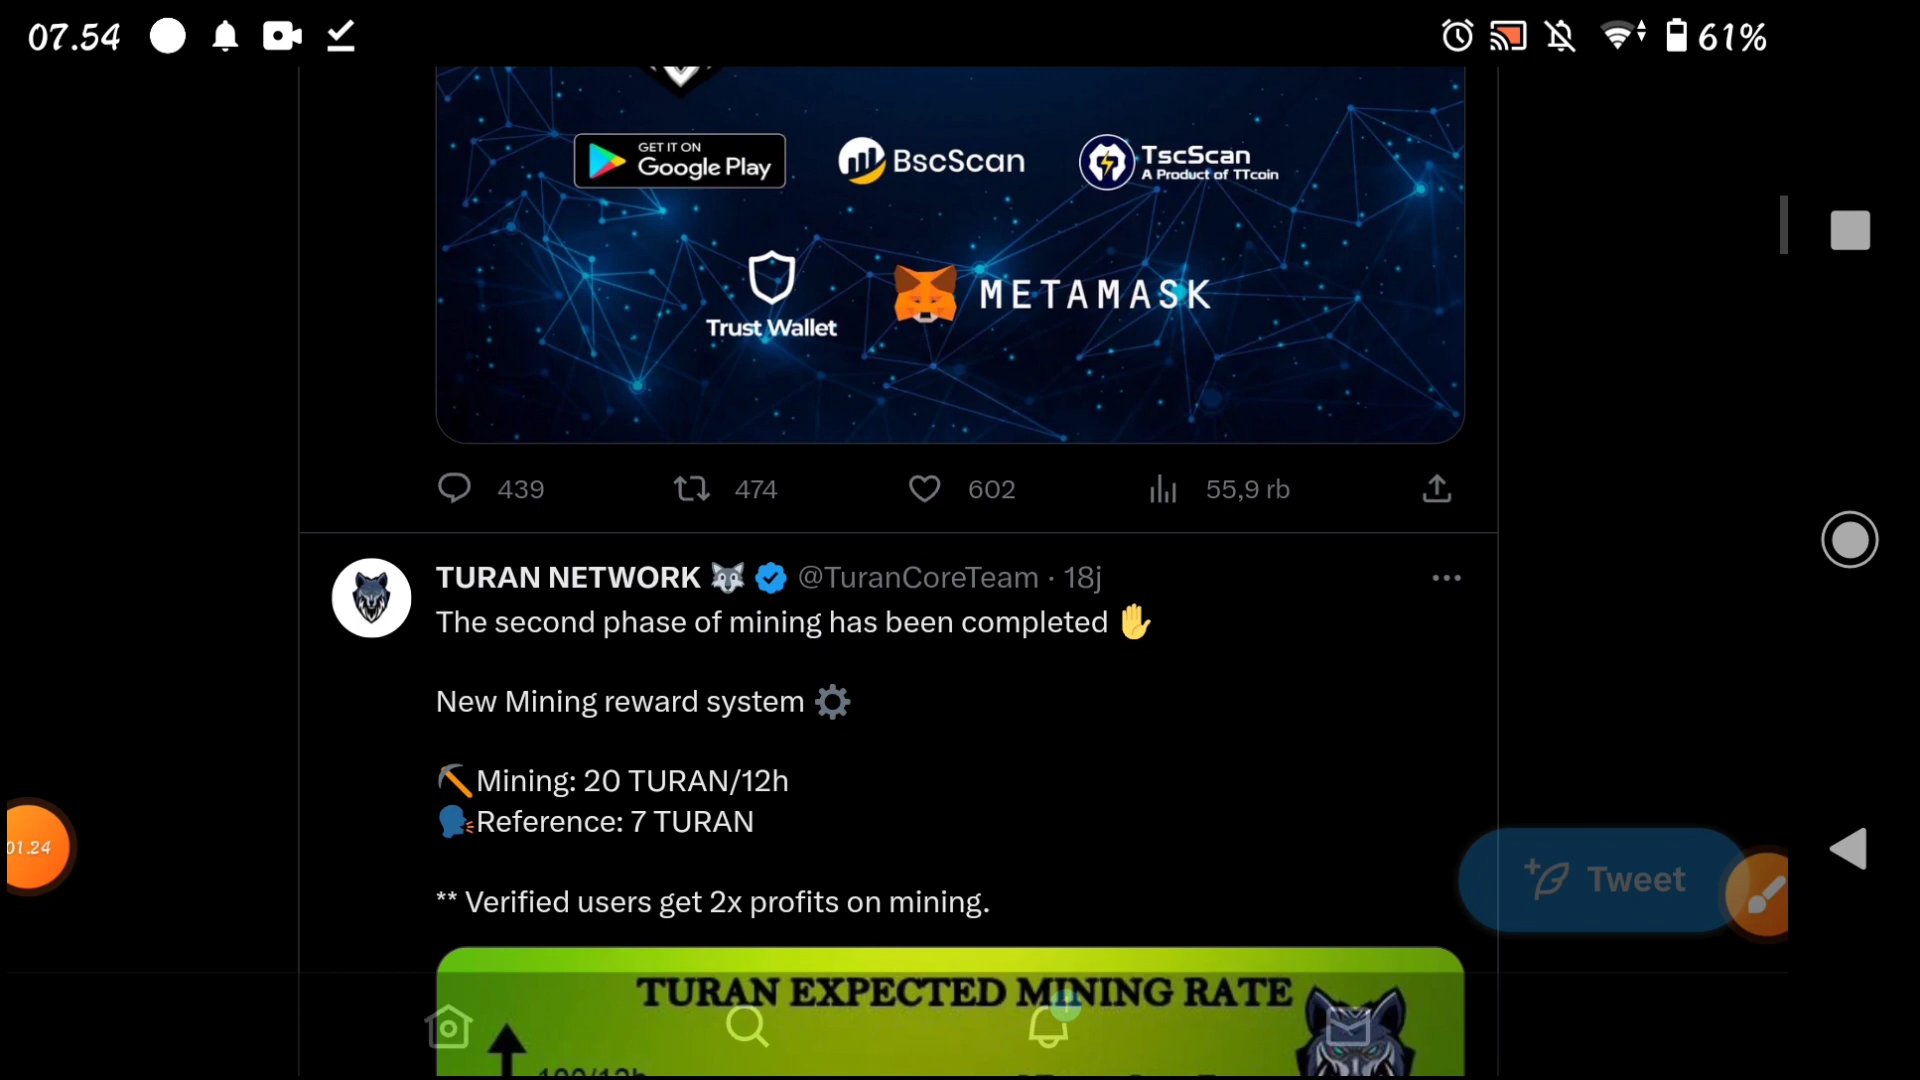 07.54
61%
GET IT ON
Google Play
BscScan
TscScan
A Product of TTcoin
Trust Wallet
METAMASK
439
474
602
55,9 rb
TURAN NETWORK @TuranCoreTeam · 18j
The second phase of mining has been completed
New Mining reward system
Mining: 20 TURAN/12h
Reference: 7 TURAN
01.24
Tweet
** Verified users get 2x profits on mining.
TURAN EXPECTED MINING RATE
100/12h